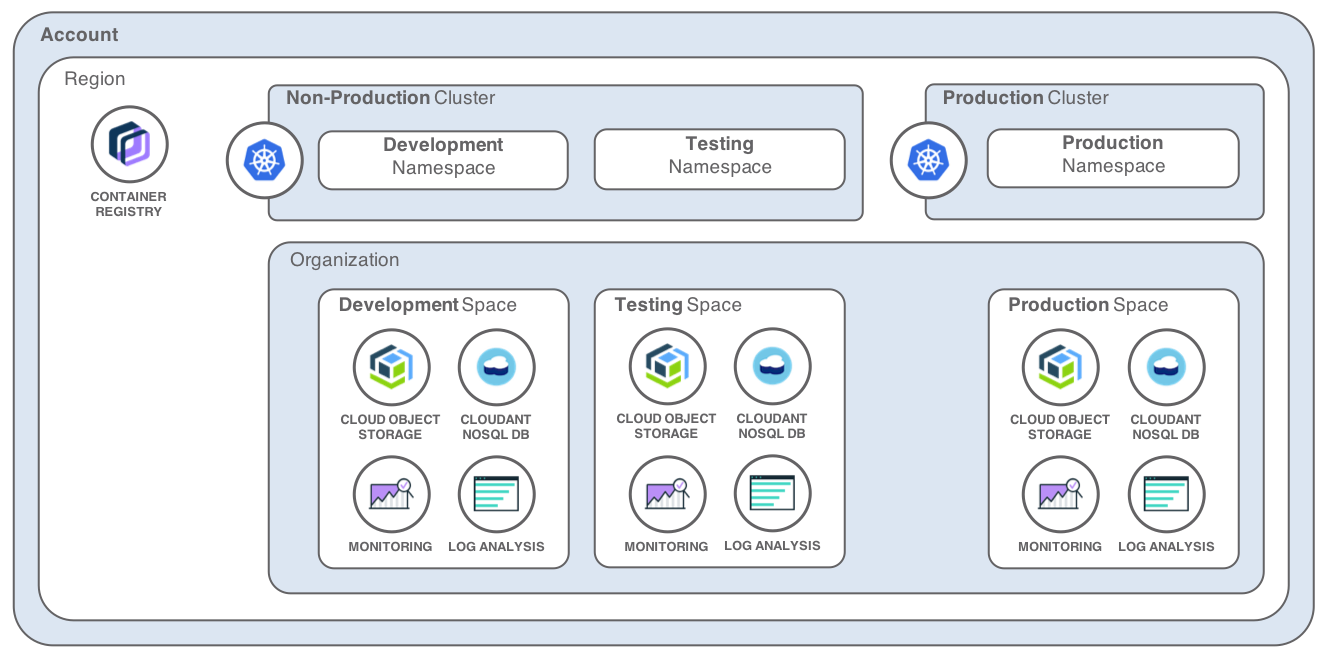 Account
Region
CONTAINER
REGISTRY
Non-Production Cluster
Development
Namespace
Testing
Namespace
Production Cluster
Production
Namespace
Organization
Development Space
CLOUD OBJECT
STORAGE
CLOUDANT
NOSQL DB
MONITORING
LOG ANALYSIS
Testing Space
CLOUD OBJECT
STORAGE
CLOUDANT
NOSQL DB
MONITORING
LOG ANALYSIS
Production Space
CLOUD OBJECT
STORAGE
CLOUDANT
NOSQL DB
MONITORING
LOG ANALYSIS